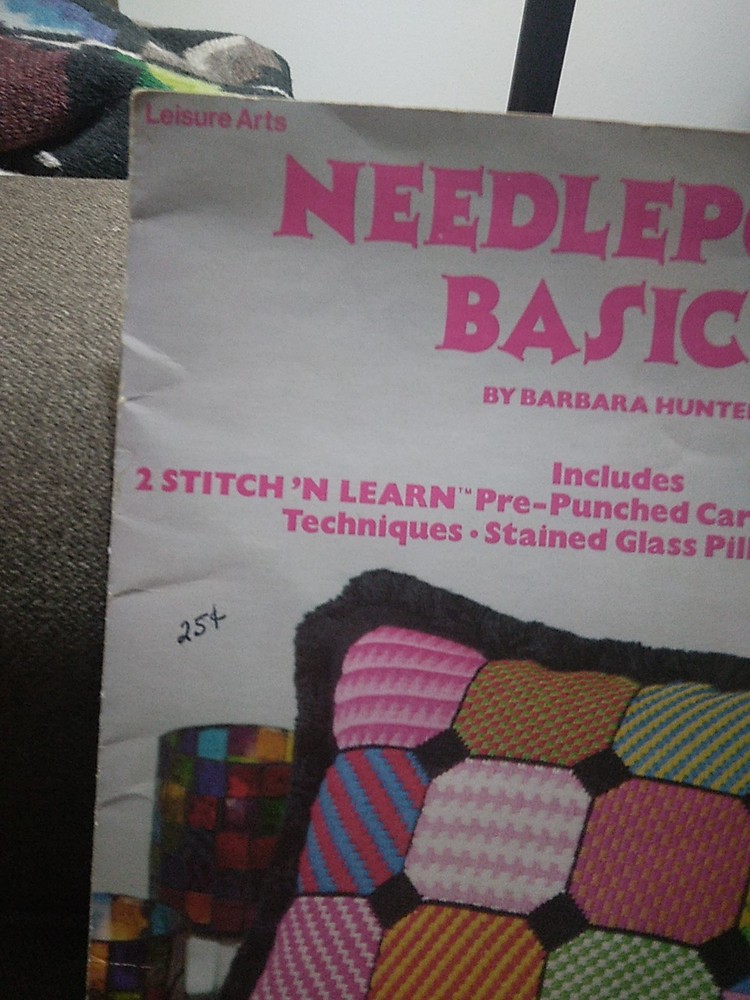 Leisure Arts
NEEDLEP
BASIC
BY BARBARA HUNTE
Includes
2 STITCH 'N LEARN™ Pre-Punched Car
Techniques • Stained Glass Pil
25¢